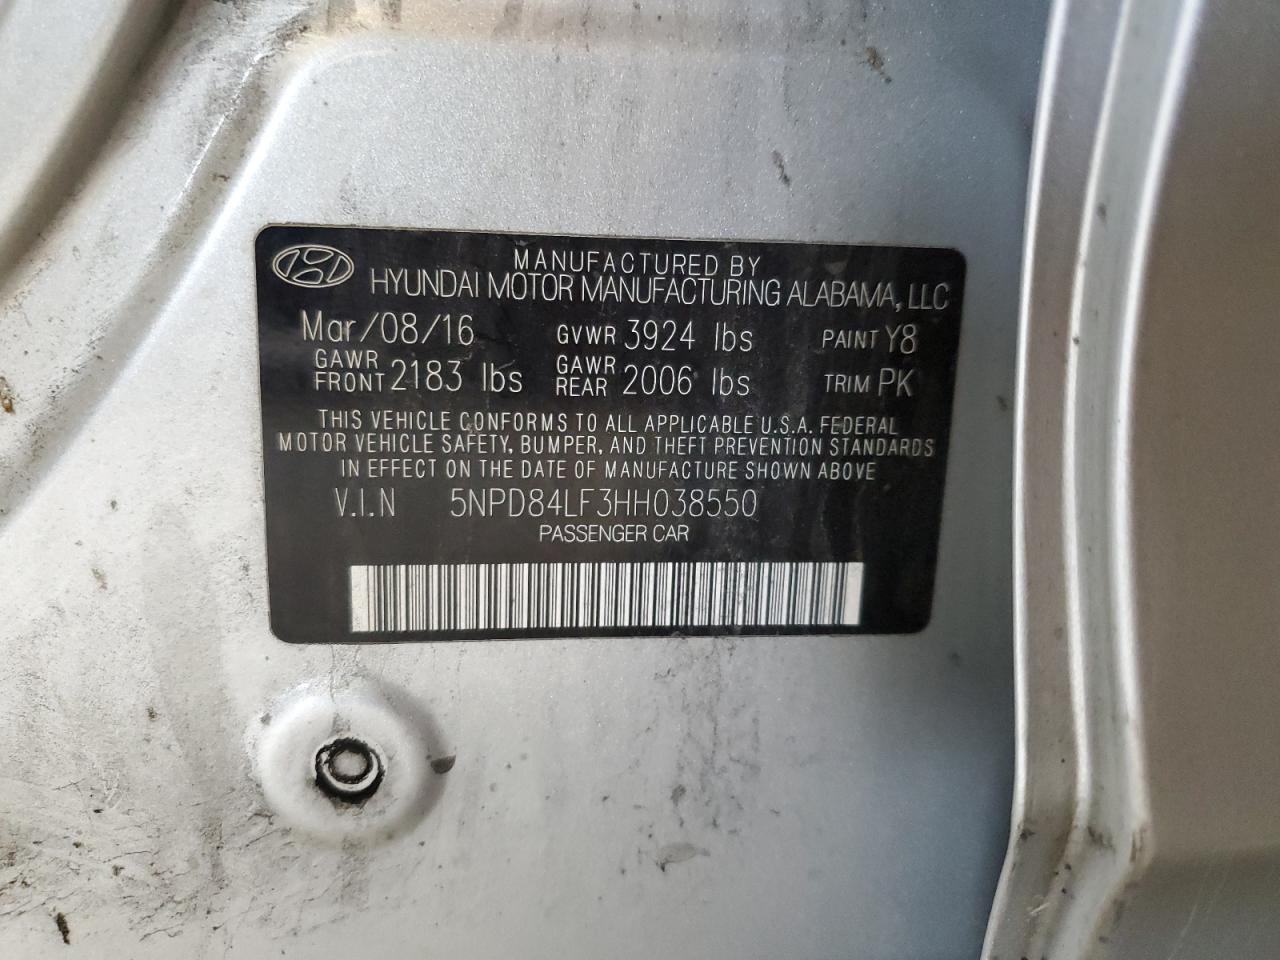 MANUFACTURED BY
HYUNDAI MOTOR MANUFACTURING ALABAMA, LLC
Mar/08/16 GVWR 3924 lbs PAINT Y8
GAWR FRONT 2183 lbs GAWR REAR 2006 lbs TRIM PK
THIS VEHICLE CONFORMS TO ALL APPLICABLE U.S.A. FEDERAL
MOTOR VEHICLE SAFETY, BUMPER, AND THEFT PREVENTION STANDARDS
IN EFFECT ON THE DATE OF MANUFACTURE SHOWN ABOVE
V.I.N 5NPD84LF3HH038550
PASSENGER CAR